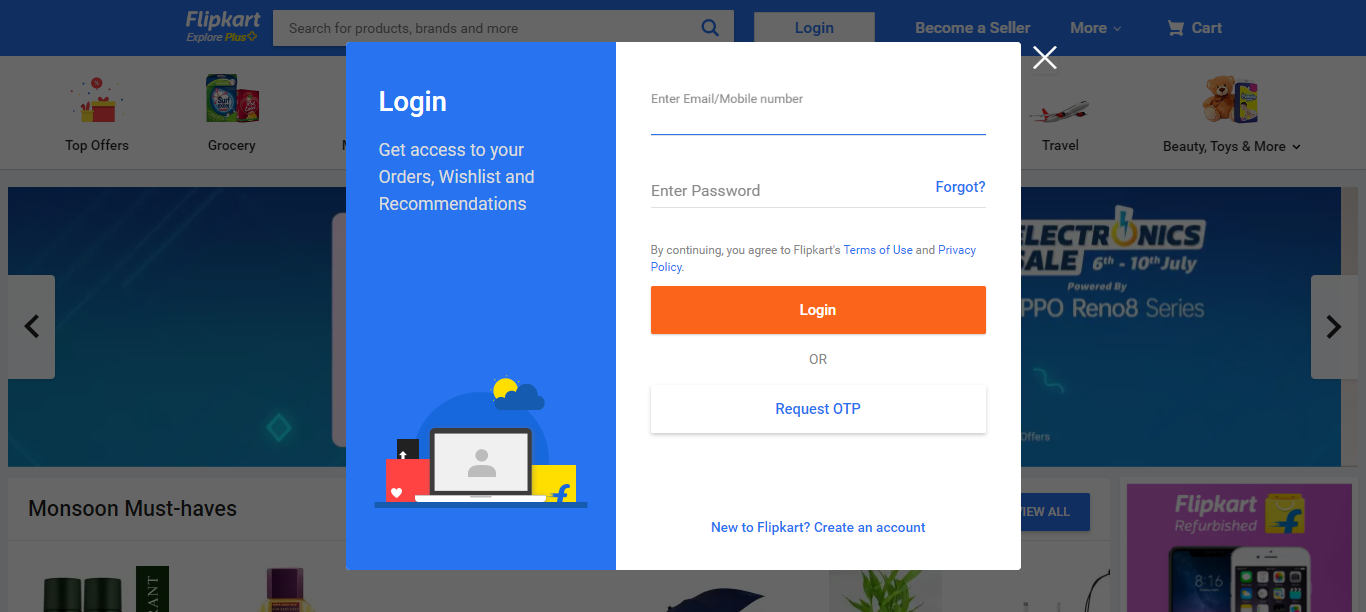 Flipkart
Explore Plus
Search for products, brands and more
Login
Become a Seller
More
Cart
Top Offers
Grocery
Travel
Beauty, Toys & More
Login
Get access to your
Orders, Wishlist and
Recommendations
Enter Email/Mobile number
Enter Password
Forgot?
By continuing, you agree to Flipkart's Terms of Use and Privacy
Policy.
Login
OR
Request OTP
New to Flipkart? Create an account
ELECTRONICS
SALE 6th - 10th July
Powered By
OPPO Reno8 Series
Offers
Monsoon Must-haves
VIEW ALL
Flipkart
Refurbished
8:16